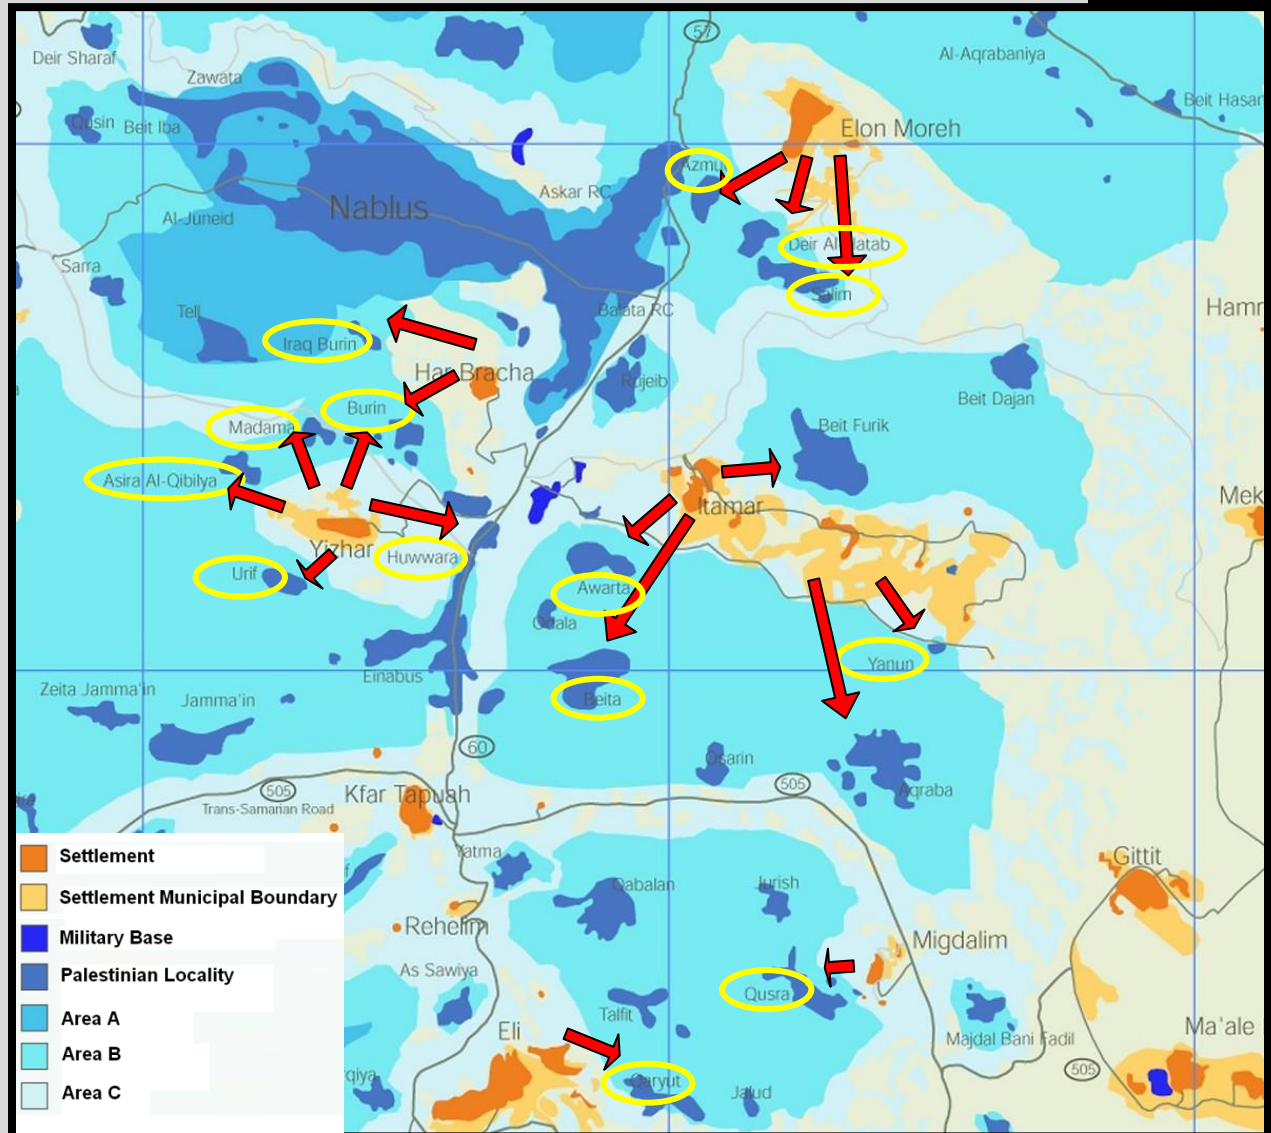 57
Deir Sharaf
Al-Aqrabaniya
Zawata
Beit Hasan
Qusin
Beit Iba
Elon Moreh
Azmut
Askar RC
Nablus
Al-Juneid
Deir Al-Hatab
Sarra
Salim
Hamr
Tell
Balata RC
Iraq Burin
Har Bracha
Rujeib
Beit Dajan
Burin
Madama
Beit Furik
Asira Al-Qibilya
Mek
Itamar
Yizhar
Huwwara
Urif
Awarta
Odala
Yanun
Einabus
Zeita Jamma'in
Jamma'in
Beita
60
Osarin
505
505
Aqraba
Kfar Tapuah
Trans-Samarian Road
Yatma
Gittit
Settlement
Qabalan
Jurish
Settlement Municipal Boundary
Rehelim
Military Base
Migdalim
Palestinian Locality
As Sawiya
Qusra
Area A
Talfit
Eli
Ma'ale
Majdal Bani Fadil
Area B
505
Qaryut
Jalud
Area C